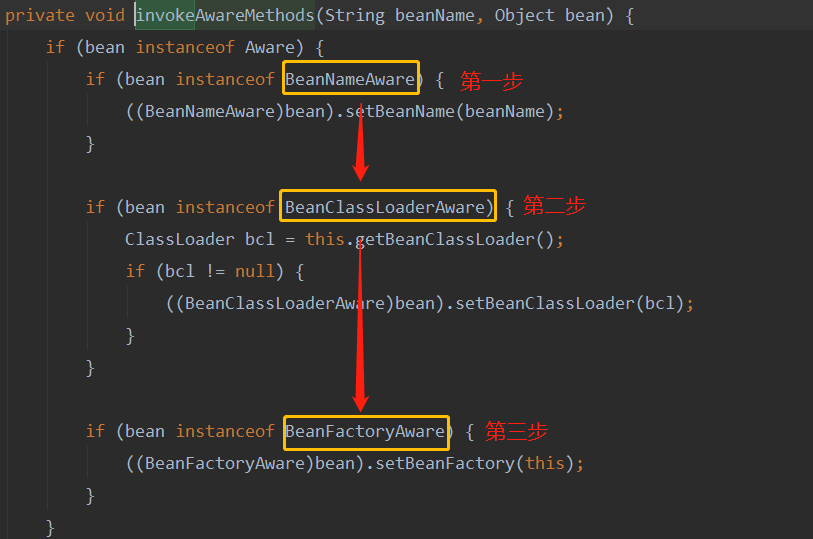 private void invokeAwareMethods(String beanName, Object bean) {
if (bean instanceof Aware) {
if (bean instanceof BeanNameAware) { 第一步
((BeanNameAware)bean).setBeanName(beanName);
}
if (bean instanceof BeanClassLoaderAware) { 第二步
ClassLoader bcl = this.getBeanClassLoader();
if (bcl != null) {
((BeanClassLoaderAware)bean).setBeanClassLoader(bcl);
}
}
if (bean instanceof BeanFactoryAware) { 第三步
((BeanFactoryAware)bean).setBeanFactory(this);
}
}